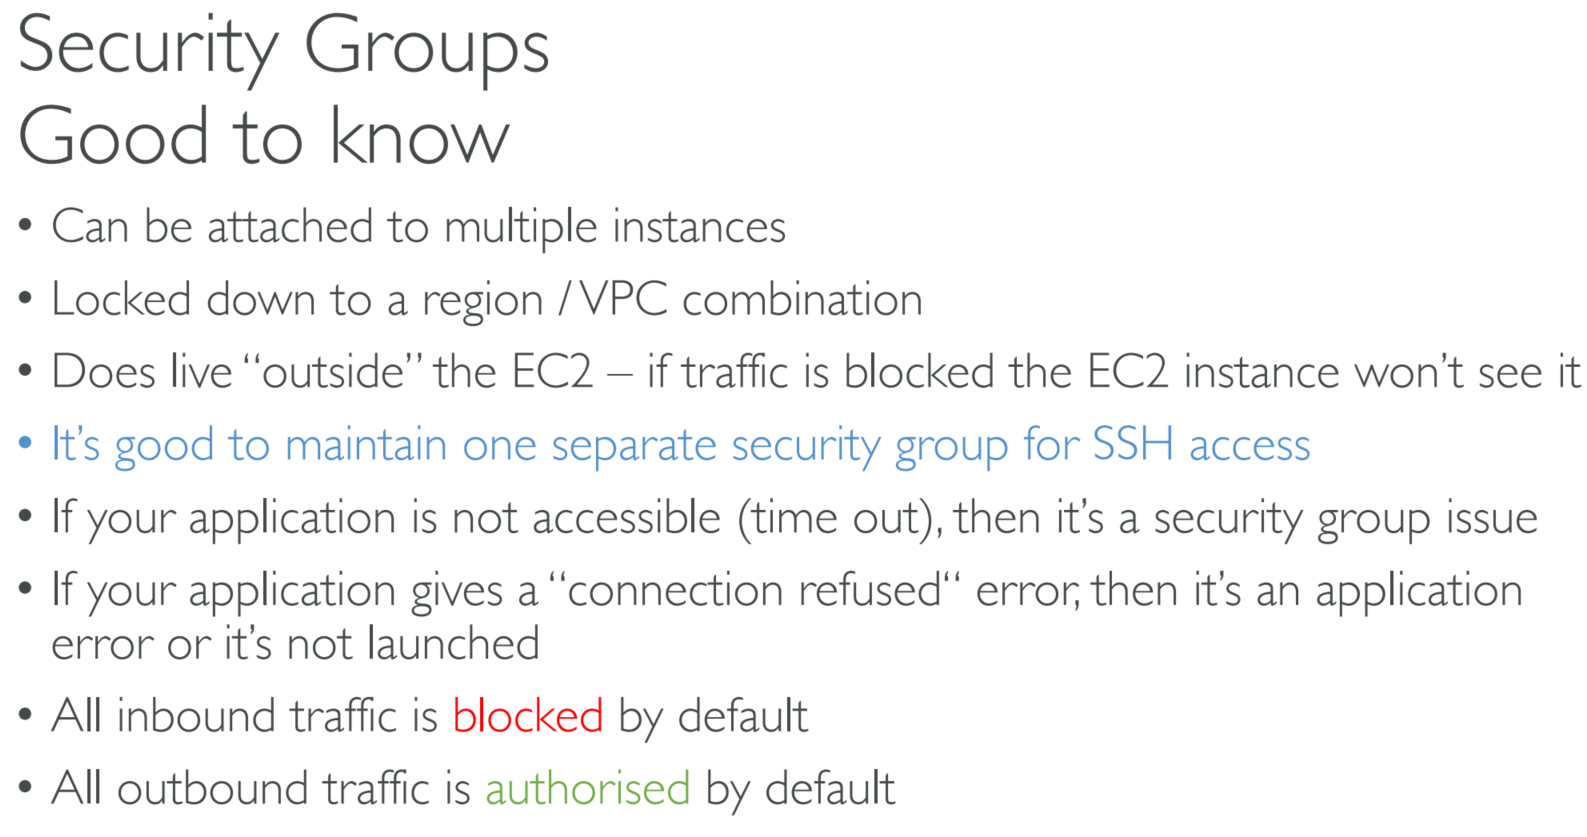 Security Groups
Good to know
• Can be attached to multiple instances
• Locked down to a region / VPC combination
• Does live “outside” the EC2 – if traffic is blocked the EC2 instance won’t see it
• It’s good to maintain one separate security group for SSH access
• If your application is not accessible (time out), then it’s a security group issue
• If your application gives a “connection refused“ error, then it’s an application
error or it’s not launched
• All inbound traffic is blocked by default
• All outbound traffic is authorised by default